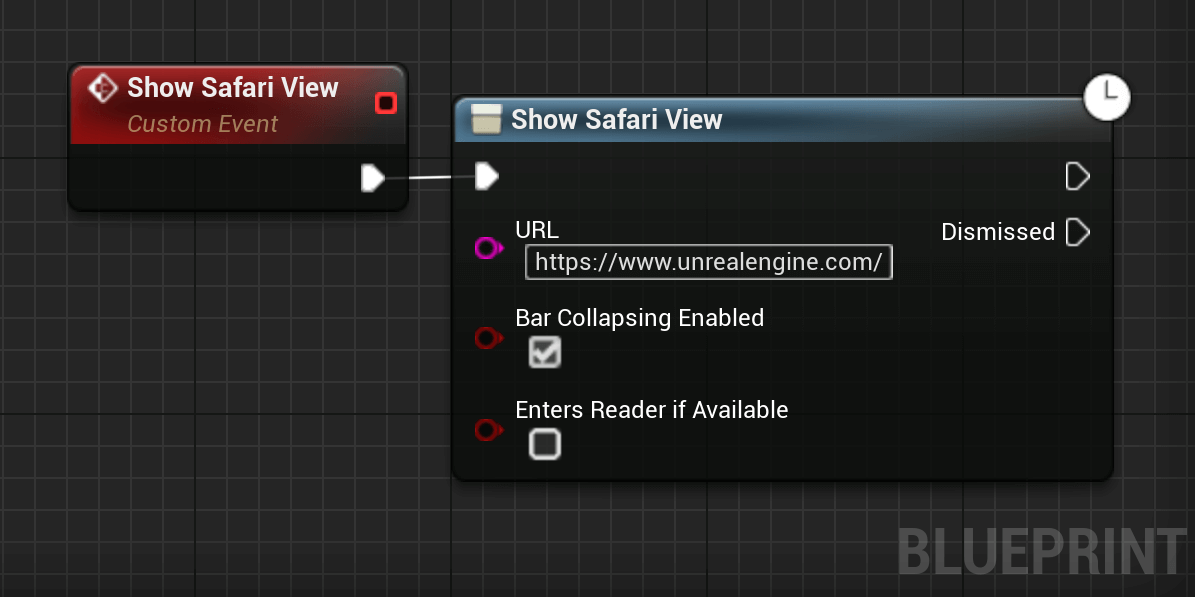 Show Safari View
Custom Event
Show Safari View
URL
https://www.unrealengine.com/
Dismissed
Bar Collapsing Enabled
Enters Reader if Available
BLUEPRINT